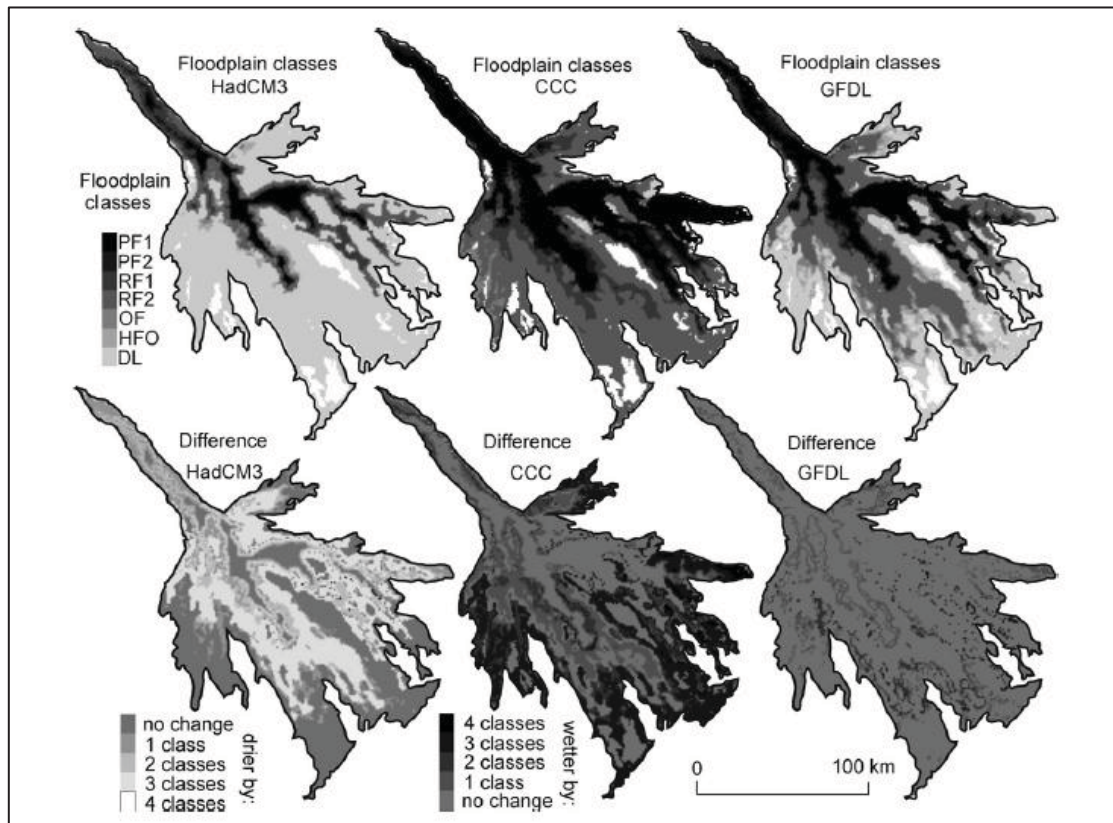 Floodplain classes
HadCM3
Floodplain classes
CCC
Floodplain classes
GFDL
Floodplain
classes
PF1
PF2
RF1
RF2
OF
HFO
DL
Difference
HadCM3
Difference
CCC
Difference
GFDL
no change
1 class
2 classes
3 classes
4 classes
drier by:
4 classes
3 classes
2 classes
1 class
no change
wetter by:
0
100 km